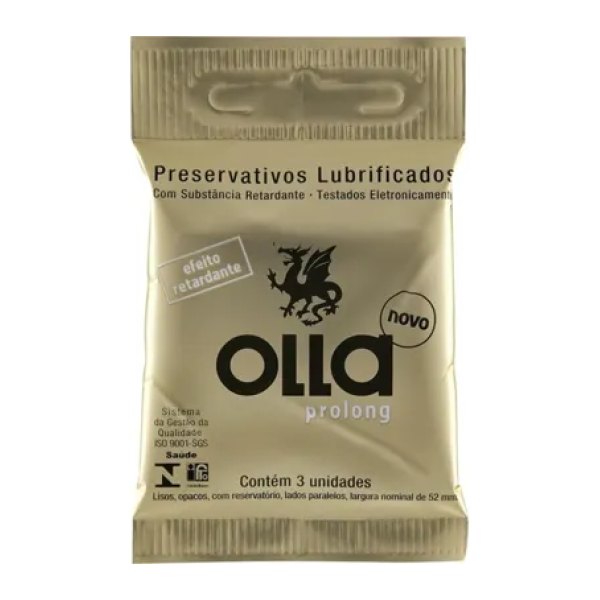 Preservativos Lubrificados
Com Substância Retardante · Testados Eletronicamente
efeito
retardante
novo
olla
prolong
Sistema
da Gestão da
Qualidade
ISO 9001-SGS
Saúde
Contém 3 unidades
Lisos, opacos, com reservatório, lados paralelos, largura nominal de 52 mm